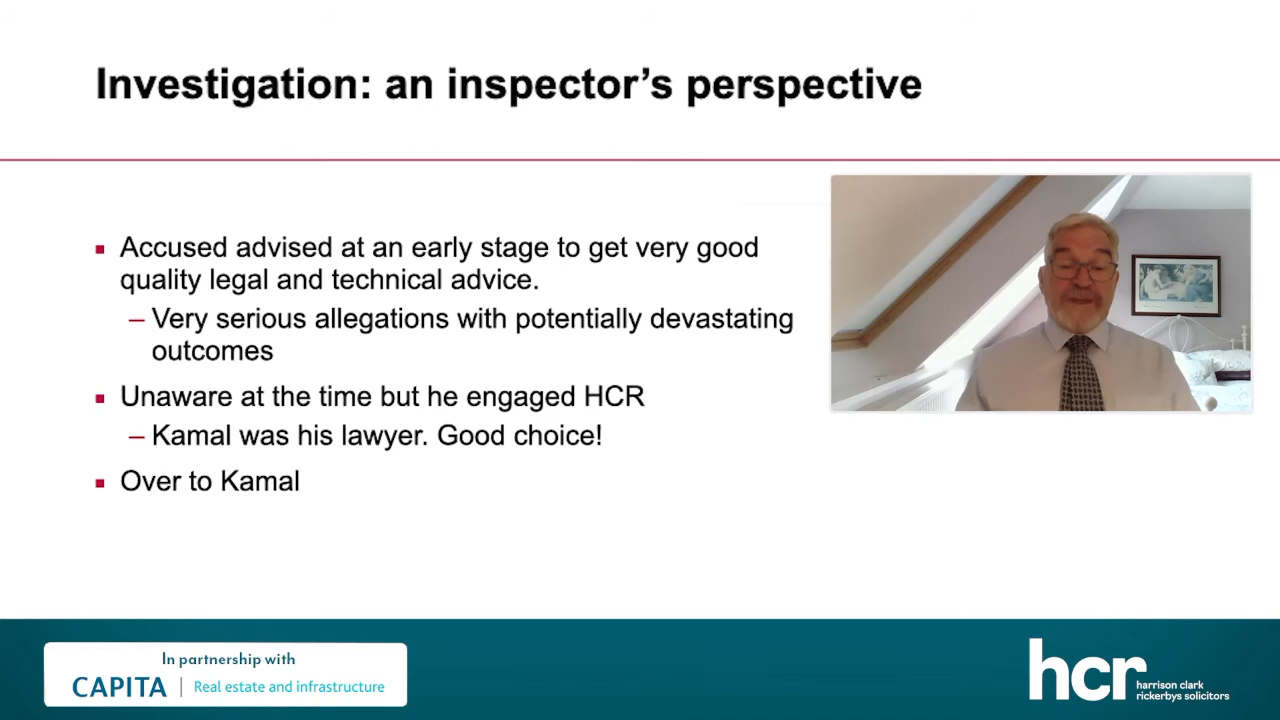 Investigation: an inspector’s perspective
Accused advised at an early stage to get very good
quality legal and technical advice.
– Very serious allegations with potentially devastating
outcomes
Unaware at the time but he engaged HCR
– Kamal was his lawyer. Good choice!
Over to Kamal
In partnership with
CAPITA | Real estate and infrastructure
hcr harrison clark
rickerbys solicitors